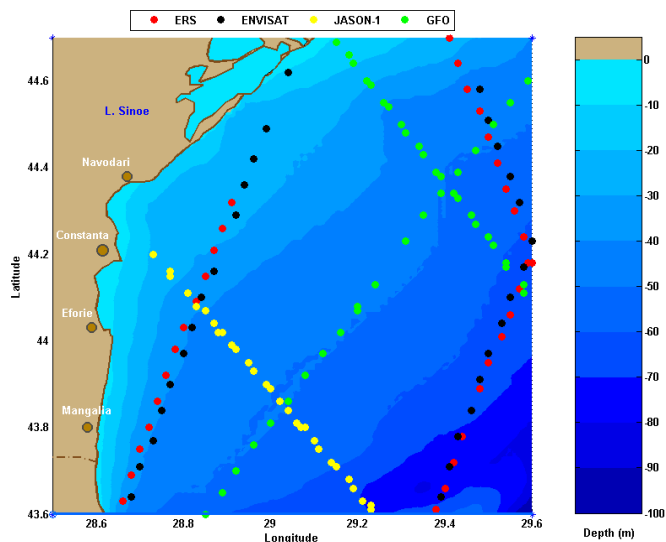 ERS ENVISAT JASON-1 GFO
44.6
44.4
44.2
44
43.8
43.6
Latitude
L. Sinoe
Navodari
Constanta
Eforie
Mangalia
28.6 28.8 29 29.2 29.4 29.6
Longitude
0
-10
-20
-30
-40
-50
-60
-70
-80
-90
-100
Depth (m)